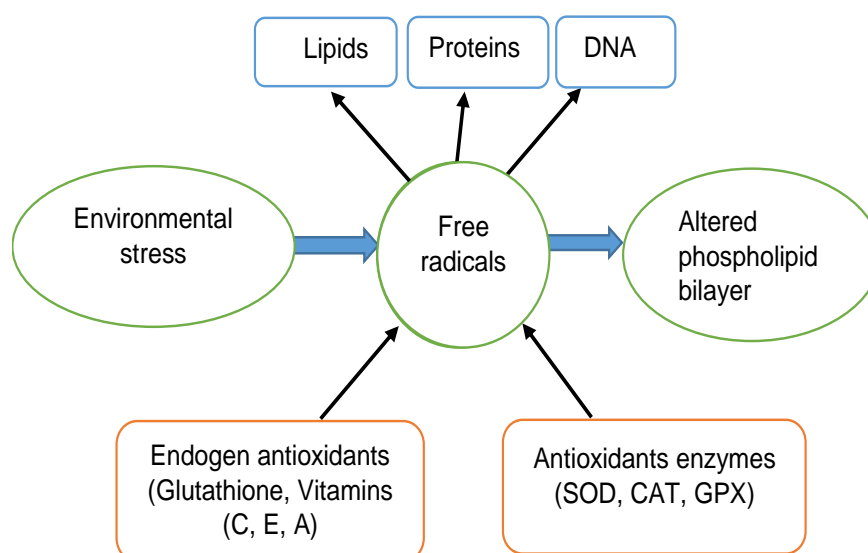 Lipids
Proteins
DNA
Environmental
stress
Free
radicals
Altered
phospholipid
bilayer
Endogen antioxidants
(Glutathione, Vitamins
(C, E, A)
Antioxidants enzymes
(SOD, CAT, GPX)